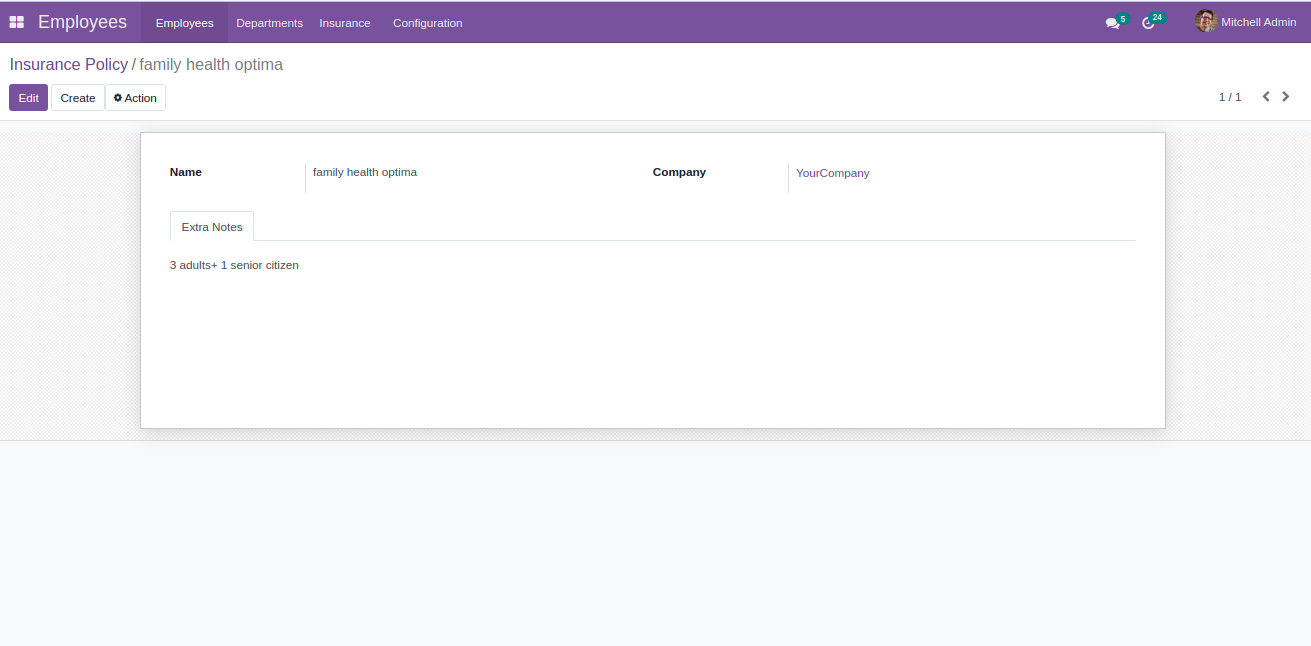 Employees Employees Departments Insurance Configuration 5 24 Mitchell Admin
Insurance Policy / family health optima
Edit Create Action 1 / 1
Name family health optima Company YourCompany
Extra Notes
3 adults+ 1 senior citizen